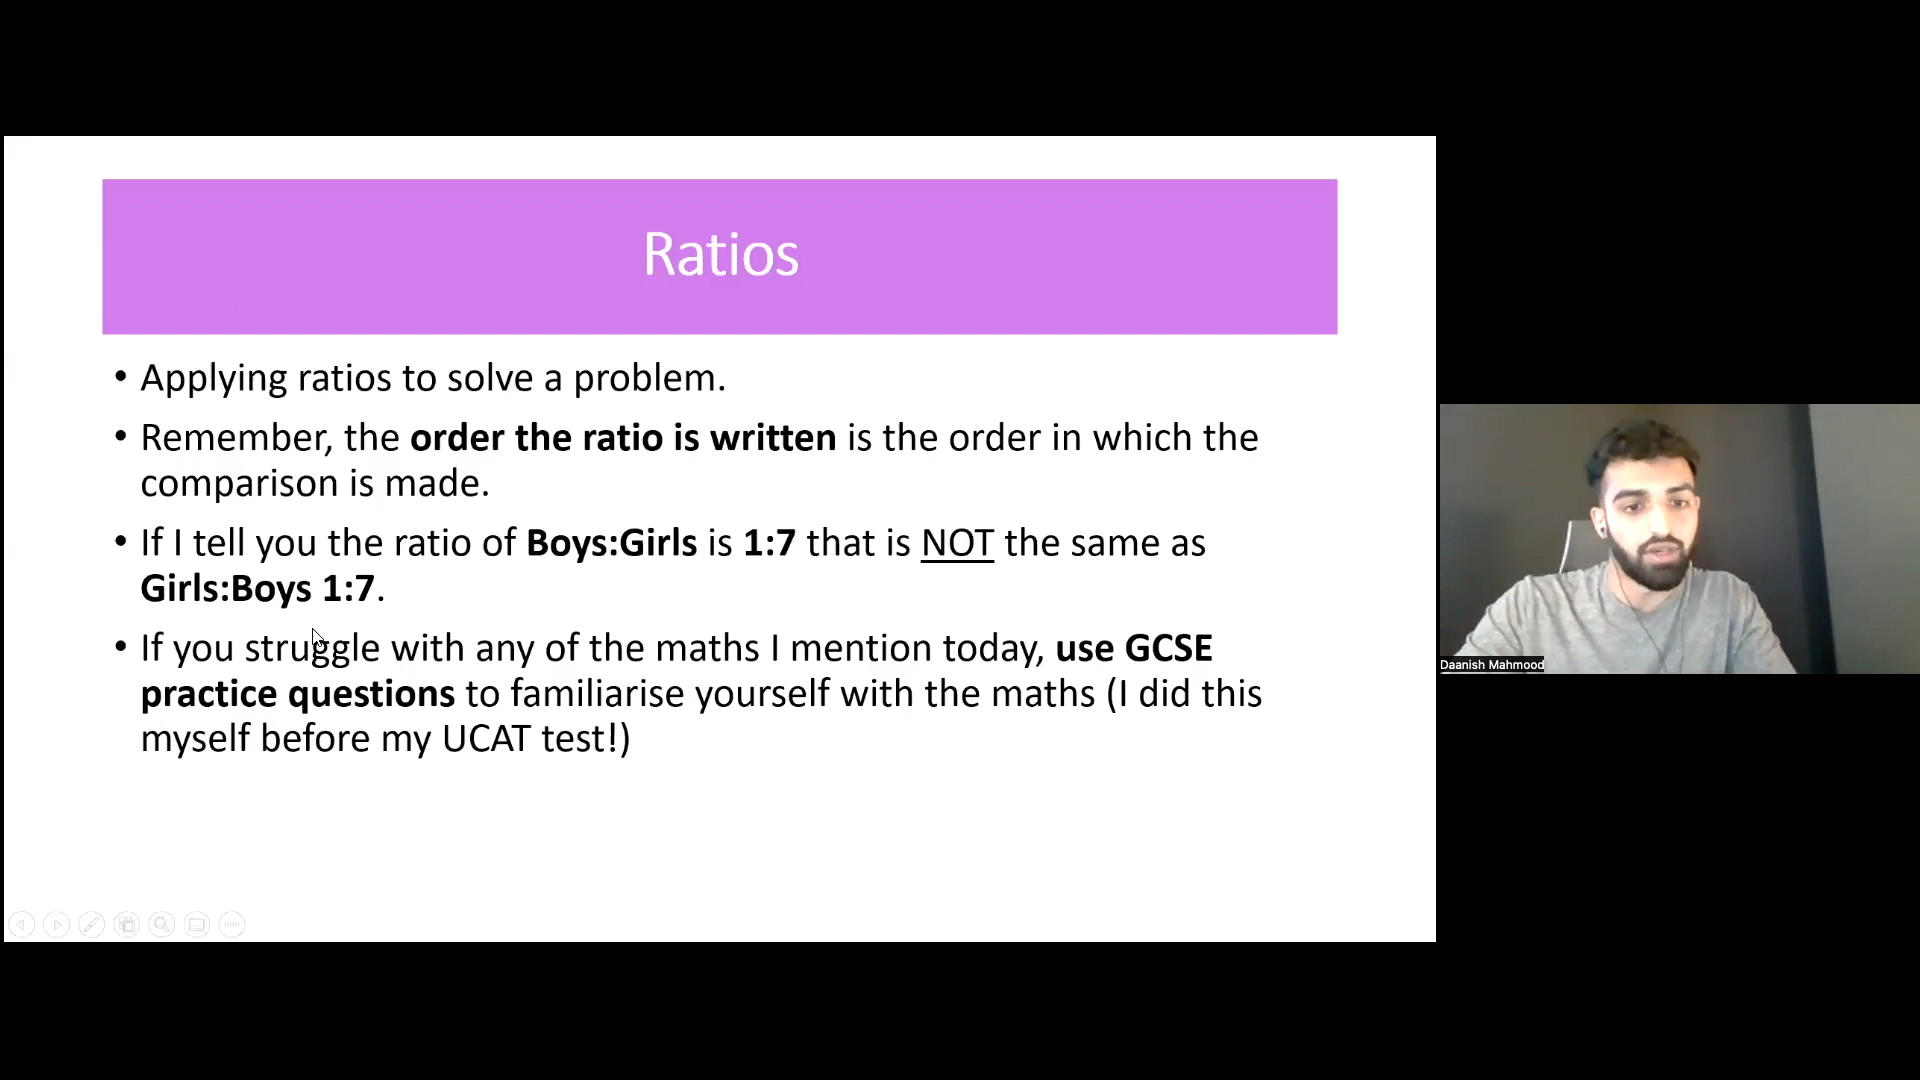 Ratios
• Applying ratios to solve a problem.
• Remember, the order the ratio is written is the order in which the
comparison is made.
• If I tell you the ratio of Boys:Girls is 1:7 that is NOT the same as
Girls:Boys 1:7.
• If you struggle with any of the maths I mention today, use GCSE
practice questions to familiarise yourself with the maths (I did this
myself before my UCAT test!)
Daanish Mahmood